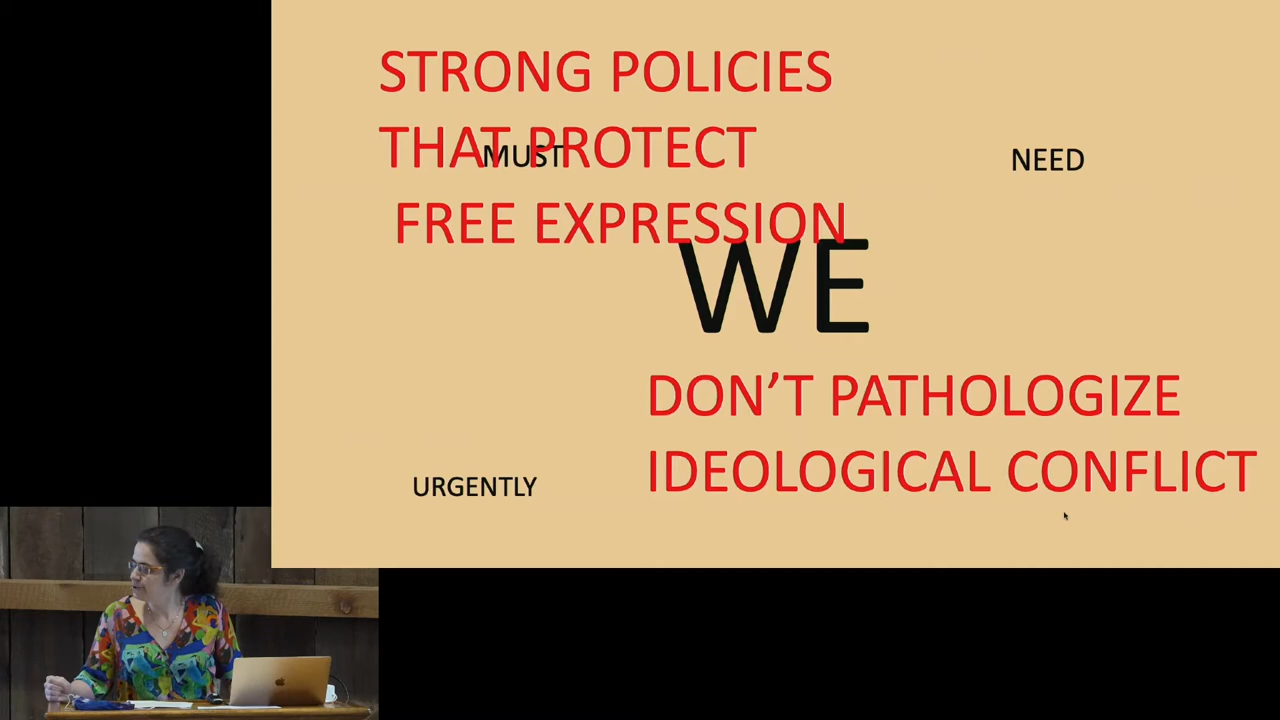 STRONG POLICIES
THAT PROTECT
MUST
NEED
FREE EXPRESSION
WE
DON’T PATHOLOGIZE
IDEOLOGICAL CONFLICT
URGENTLY